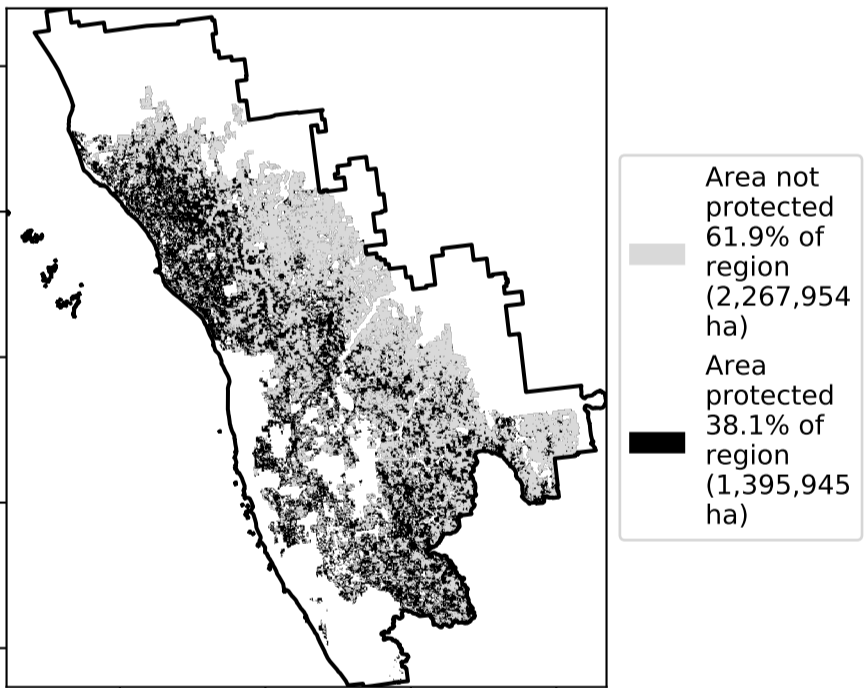 Area not
protected
61.9% of
region
(2,267,954
ha)
Area
protected
38.1% of
region
(1,395,945
ha)